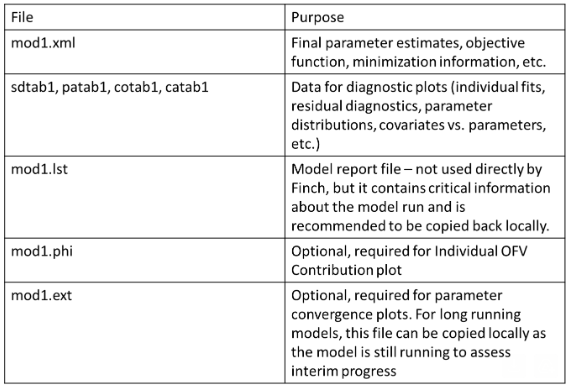 File Purpose
mod1.xml Final parameter estimates, objective
function, minimization information, etc.
sdtab1, patab1, cotab1, catab1 Data for diagnostic plots (individual fits,
residual diagnostics, parameter
distributions, covariates vs. parameters,
etc.)
mod1.lst Model report file – not used directly by
Finch, but it contains critical information
about the model run and is
recommended to be copied back locally.
mod1.phi Optional, required for Individual OFV
Contribution plot
mod1.ext Optional, required for parameter
convergence plots. For long running
models, this file can be copied locally as
the model is still running to assess
interim progress